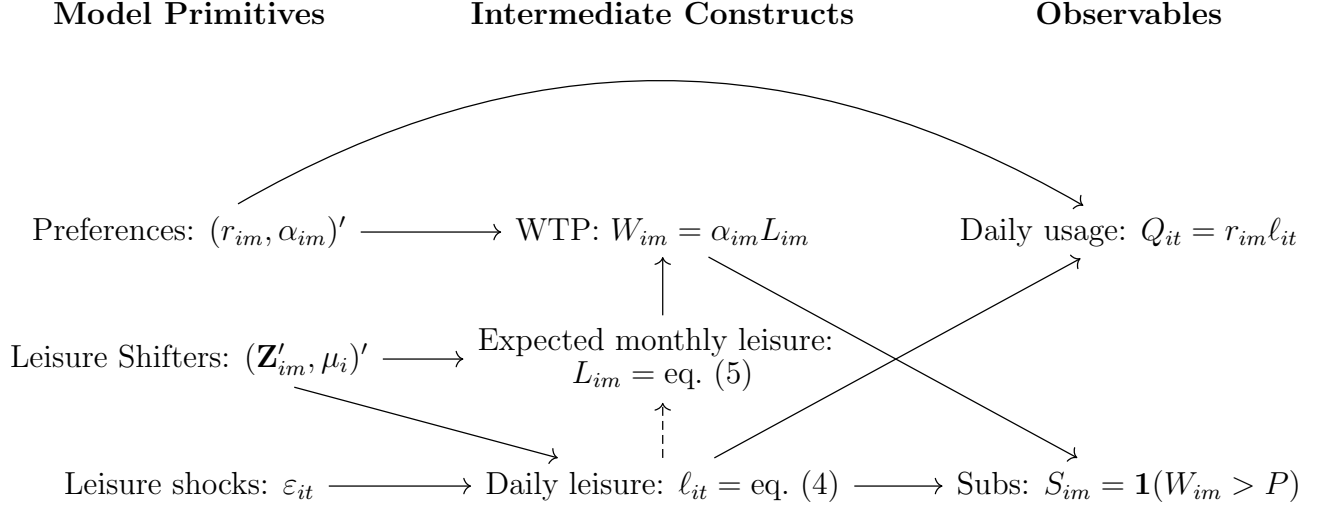 Model Primitives
Intermediate Constructs
Observables
Preferences: (r_{im}, α_{im})′
WTP: W_{im} = α_{im}L_{im}
Daily usage: Q_{it} = r_{im}ℓ_{it}
Leisure Shifters: (𝐙′_{im}, μ_i)′
Expected monthly leisure:
L_{im} = eq. (5)
Leisure shocks: ε_{it}
Daily leisure: ℓ_{it} = eq. (4)
Subs: S_{im} = 𝟏(W_{im} > P)